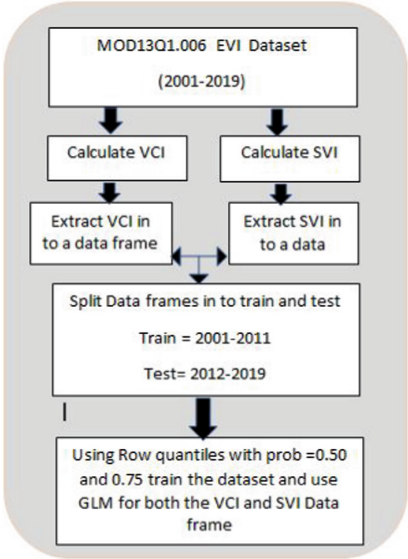 MOD13Q1.006 EVI Dataset
(2001-2019)
Calculate VCI
Calculate SVI
Extract VCI in
to a data frame
Extract SVI in
to a data
Split Data frames in to train and test
Train = 2001-2011
Test= 2012-2019
Using Row quantiles with prob =0.50
and 0.75 train the dataset and use
GLM for both the VCI and SVI Data
frame